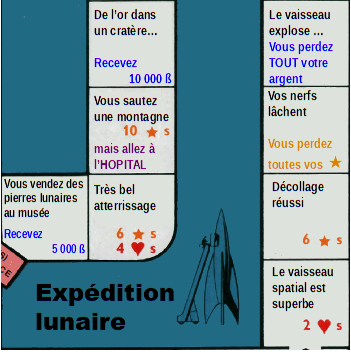 De l'or dans
un cratère...
Recevez
10 000 ß
Vous sautez
une montagne
10 ★ s
mais allez à
l'HOPITAL
Vous vendez des
pierres lunaires
au musée
Recevez
5 000 ß
Très bel
atterrissage
6 ★ s
4 ♥ s
Expédition
lunaire
Le vaisseau
explose ...
Vous perdez
TOUT votre
argent
Vos nerfs
lâchent
Vous perdez
toutes vos ★
Décollage
réussi
6 ★ s
Le vaisseau
spatial est
superbe
2 ♥ s